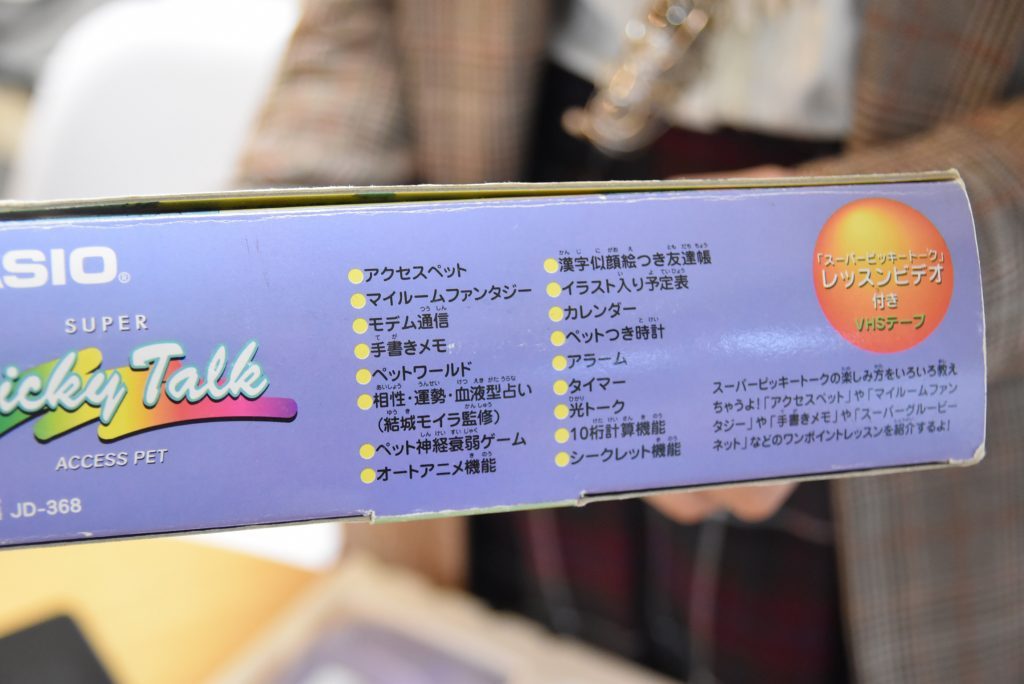 SIO®
SUPER
icky Talk
ACCESS PET
JD-368
●アクセスペット
●マイルームファンタジー
●モデム通信
●手書きメモ
●ペットワールド
●相性・運勢・血液型占い
(結城モイラ監修)
●ペット神経衰弱ゲーム
●オートアニメ機能
●漢字似顔絵つき友達帳
●イラスト入り予定表
●カレンダー
●ペットつき時計
●アラーム
●タイマー
●光トーク
●10桁計算機能
●シークレット機能
「スーパーピッキートーク」
レッスンビデオ
付き
VHSテープ
スーパーピッキートークの楽しみ方をいろいろ教え
ちゃうよ!「アクセスペット」や「マイルームファン
タジー」や「手書きメモ」や「スーパーグルーピー
ネット」などのワンポイントレッスンを紹介するよ!